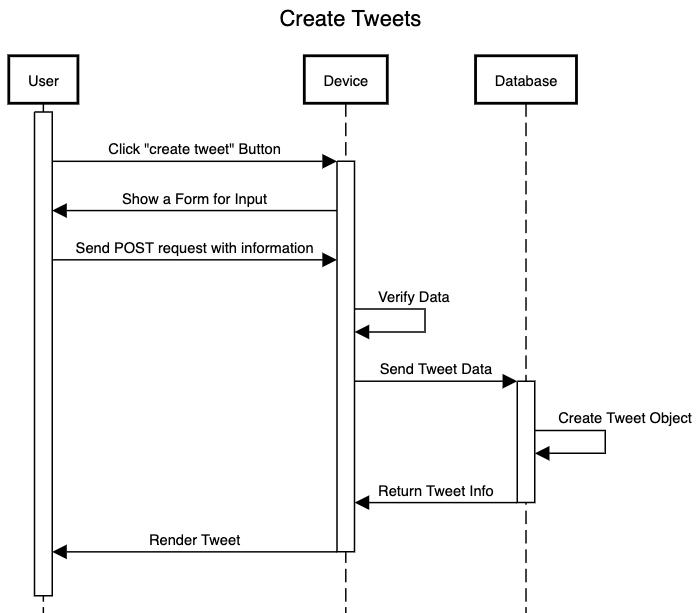 Create Tweets
User
Device
Database
Click "create tweet" Button
Show a Form for Input
Send POST request with information
Verify Data
Send Tweet Data
Create Tweet Object
Return Tweet Info
Render Tweet